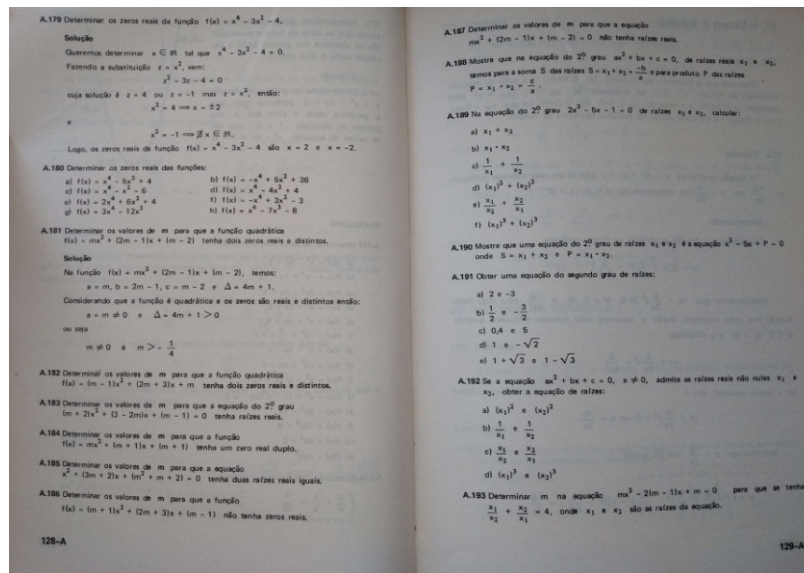 A.179 Determinar os zeros reais da função f(x) = x⁴ – 3x² – 4.
Solução
Queremos determinar x ∈ ℝ tal que x⁴ – 3x² – 4 = 0.
Fazendo a substituição z = x², vem:
z² – 3z – 4 = 0
cuja solução é z = 4 ou z = –1 mas z = x², então:
x² = 4 ⟹ x = ±2
e
x² = –1 ⟹ ∄ x ∈ ℝ.
Logo, os zeros reais da função f(x) = x⁴ – 3x² – 4 são x = 2 e x = –2.
A.180 Determinar os zeros reais das funções:
a) f(x) = x⁴ – 5x² + 4 b) f(x) = –x⁴ + 5x² + 36
c) f(x) = x⁴ – x² – 6 d) f(x) = x⁴ – 4x² + 4
e) f(x) = 2x⁴ + 6x² + 4 f) f(x) = –x⁴ + 3x² – 3
g) f(x) = 3x⁴ – 12x² h) f(x) = x⁶ – 7x³ – 8
A.181 Determinar os valores de m para que a função quadrática
f(x) = mx² + (2m – 1)x + (m – 2) tenha dois zeros reais e distintos.
Solução
Na função f(x) = mx² + (2m – 1)x + (m – 2), temos:
a = m, b = 2m – 1, c = m – 2 e Δ = 4m + 1.
Considerando que a função é quadrática e os zeros são reais e distintos então:
a = m ≠ 0 e Δ = 4m + 1 > 0
ou seja
m ≠ 0 e m > – 1/4
A.182 Determinar os valores de m para que a função quadrática
f(x) = (m – 1)x² + (2m + 3)x + m tenha dois zeros reais e distintos.
A.183 Determinar os valores de m para que a equação do 2º grau
(m + 2)x² + (3 – 2m)x + (m – 1) = 0 tenha raízes reais.
A.184 Determinar os valores de m para que a função
f(x) = mx² + (m + 1)x + (m + 1) tenha um zero real duplo.
A.185 Determinar os valores de m para que a equação
x² + (3m + 2)x + (m² + m + 2) = 0 tenha duas raízes reais iguais.
A.186 Determinar os valores de m para que a função
f(x) = (m + 1)x² + (2m + 3)x + (m – 1) não tenha zeros reais.
128–A
A.187 Determinar os valores de m para que a equação
mx² + (2m – 1)x + (m – 2) = 0 não tenha raízes reais.
A.188 Mostre que na equação do 2º grau ax² + bx + c = 0, de raízes reais x₁ e x₂,
temos para a soma S das raízes S = x₁ + x₂ = –b/a e para produto P das raízes
P = x₁ · x₂ = c/a.
A.189 Na equação do 2º grau 2x² – 5x – 1 = 0 de raízes x₁ e x₂, calcular:
a) x₁ + x₂
b) x₁ · x₂
c) 1/x₁ + 1/x₂
d) (x₁)² + (x₂)²
e) x₁/x₂ + x₂/x₁
f) (x₁)³ + (x₂)³
A.190 Mostre que uma equação do 2º grau de raízes x₁ e x₂ é a equação x² – Sx + P = 0
onde S = x₁ + x₂ e P = x₁ · x₂.
A.191 Obter uma equação do segundo grau de raízes:
a) 2 e –3
b) 1/2 e – 3/2
c) 0,4 e 5
d) 1 e –√2
e) 1 + √3 e 1 – √3
A.192 Se a equação ax² + bx + c = 0, a ≠ 0, admite as raízes reais não nulas x₁ e
x₂, obter a equação de raízes:
a) (x₁)² e (x₂)²
b) 1/x₁ e 1/x₂
c) x₁/x₂ e x₂/x₁
d) (x₁)³ e (x₂)³
A.193 Determinar m na equação mx² – 2(m – 1)x + m = 0 para que se tenha
x₁/x₂ + x₂/x₁ = 4, onde x₁ e x₂ são as raízes da equação.
129–A